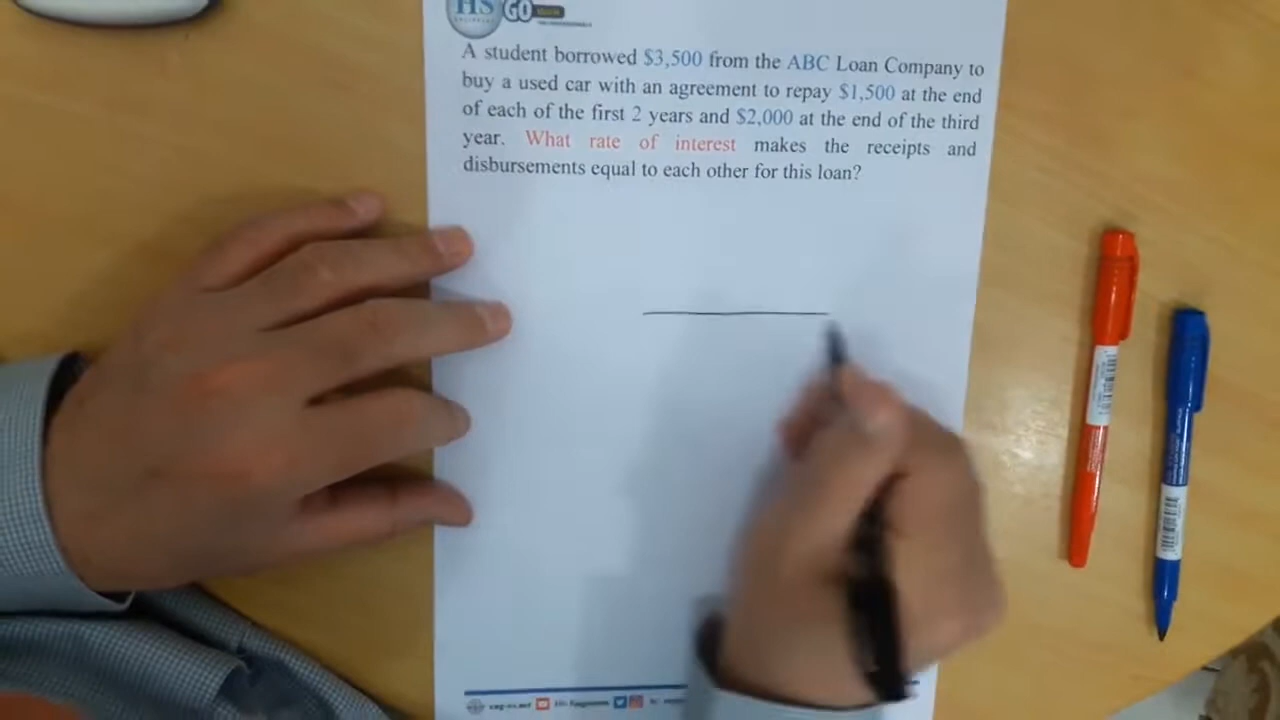 HS
GO
A student borrowed $3,500 from the ABC Loan Company to
buy a used car with an agreement to repay $1,500 at the end
of each of the first 2 years and $2,000 at the end of the third
year. What rate of interest makes the receipts and
disbursements equal to each other for this loan?